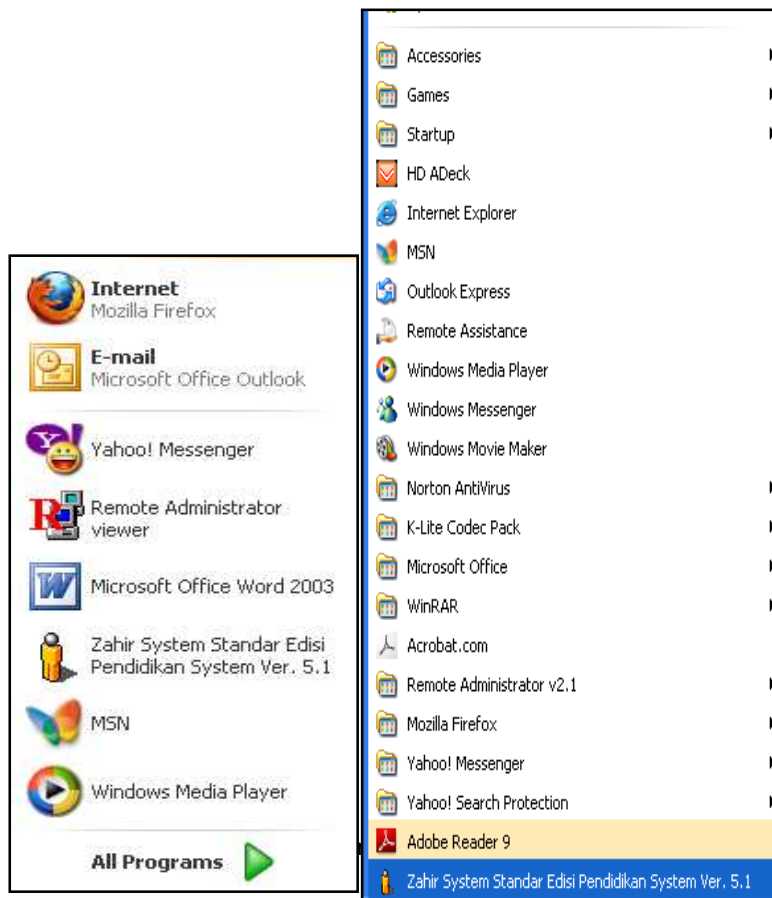 Internet
Mozilla Firefox
E-mail
Microsoft Office Outlook
Yahoo! Messenger
Remote Administrator
viewer
Microsoft Office Word 2003
Zahir System Standar Edisi
Pendidikan System Ver. 5.1
MSN
Windows Media Player
All Programs
Accessories
Games
Startup
HD ADeck
Internet Explorer
MSN
Outlook Express
Remote Assistance
Windows Media Player
Windows Messenger
Windows Movie Maker
Norton AntiVirus
K-Lite Codec Pack
Microsoft Office
WinRAR
Acrobat.com
Remote Administrator v2.1
Mozilla Firefox
Yahoo! Messenger
Yahoo! Search Protection
Adobe Reader 9
Zahir System Standar Edisi Pendidikan System Ver. 5.1